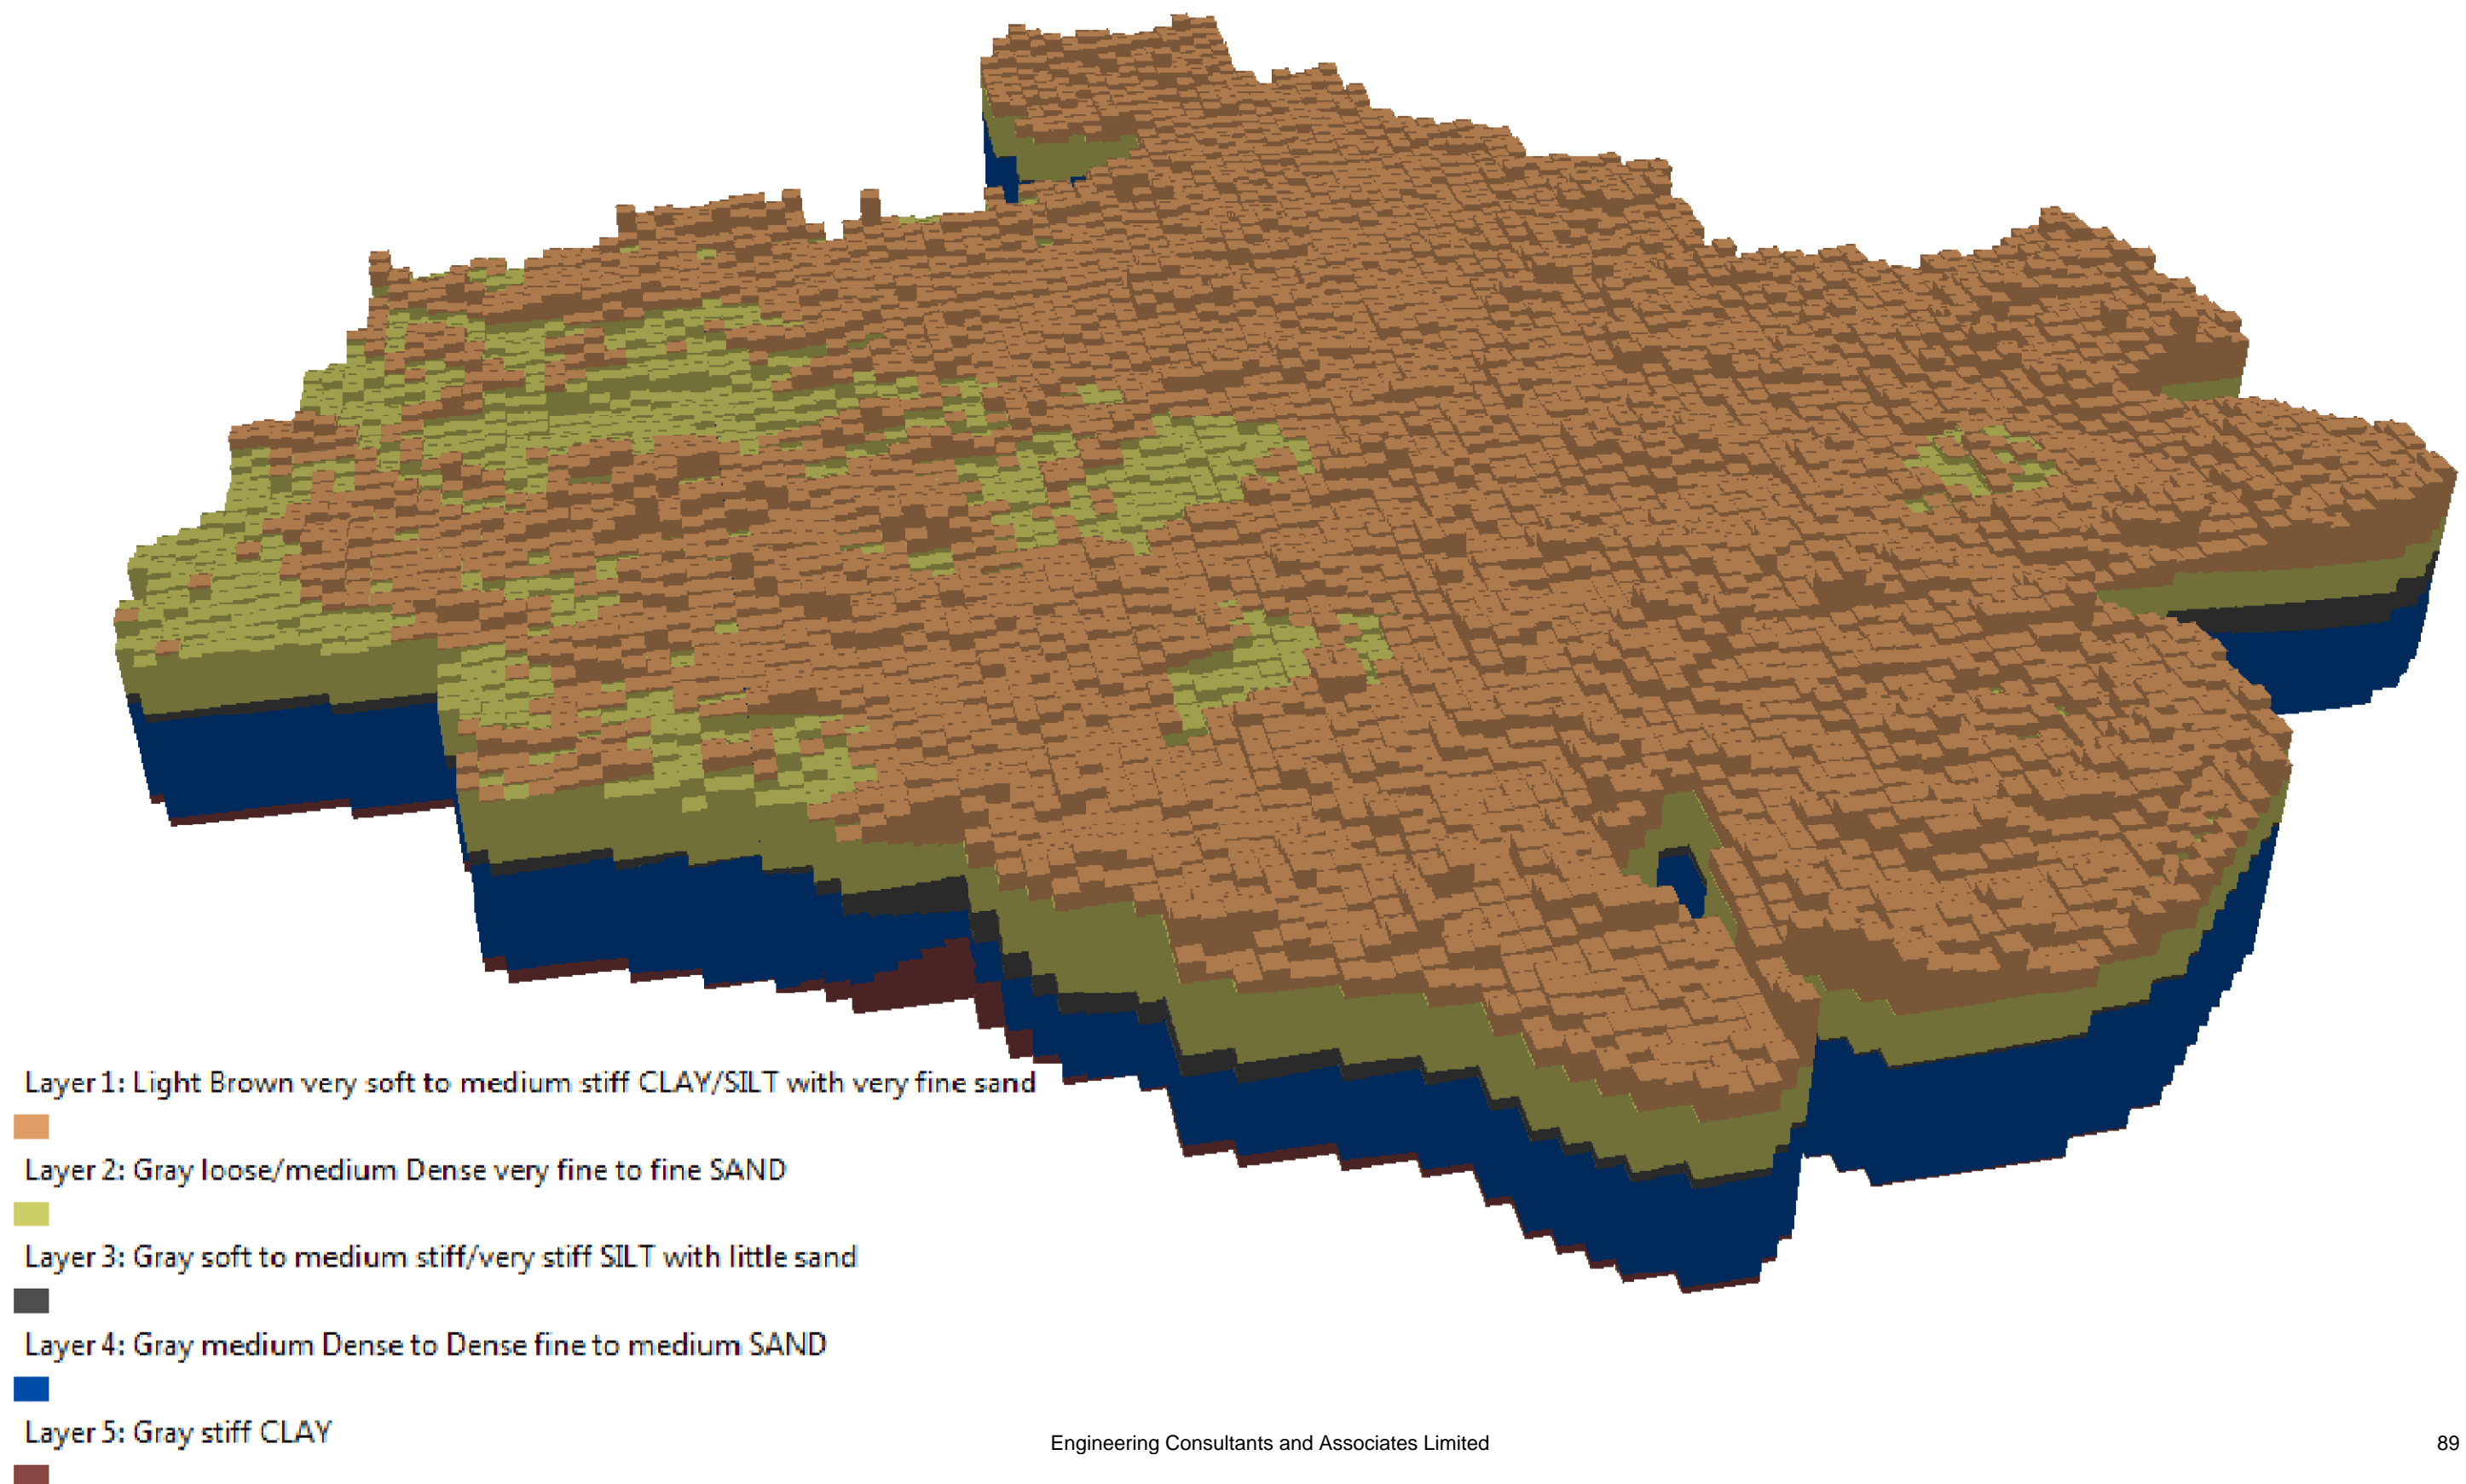 Layer 1: Light Brown very soft to medium stiff CLAY/SILT with very fine sand
Layer 2: Gray loose/medium Dense very fine to fine SAND
Layer 3: Gray soft to medium stiff/very stiff SILT with little sand
Layer 4: Gray medium Dense to Dense fine to medium SAND
Layer 5: Gray stiff CLAY
Engineering Consultants and Associates Limited
89